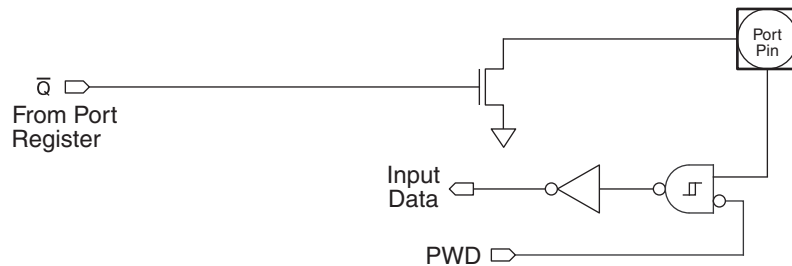 Port
Pin
Q̅
From Port
Register
Input
Data
PWD